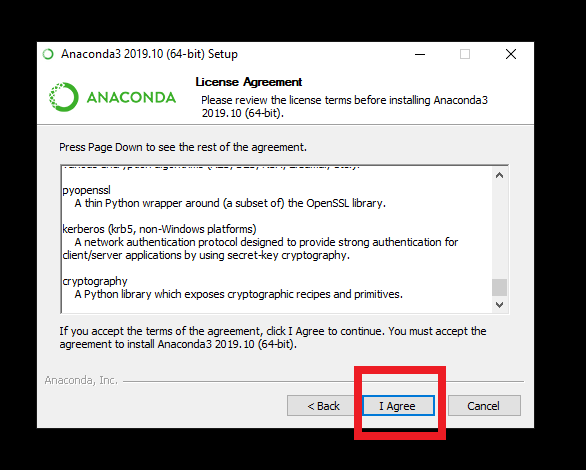 Anaconda3 2019.10 (64-bit) Setup
License Agreement
ANACONDA
Please review the license terms before installing Anaconda3
2019.10 (64-bit).
Press Page Down to see the rest of the agreement.
pyopenssl
A thin Python wrapper around (a subset of) the OpenSSL library.
kerberos (krb5, non-Windows platforms)
A network authentication protocol designed to provide strong authentication for
client/server applications by using secret-key cryptography.
cryptography
A Python library which exposes cryptographic recipes and primitives.
If you accept the terms of the agreement, click I Agree to continue. You must accept the
agreement to install Anaconda3 2019.10 (64-bit).
Anaconda, Inc.
< Back I Agree Cancel